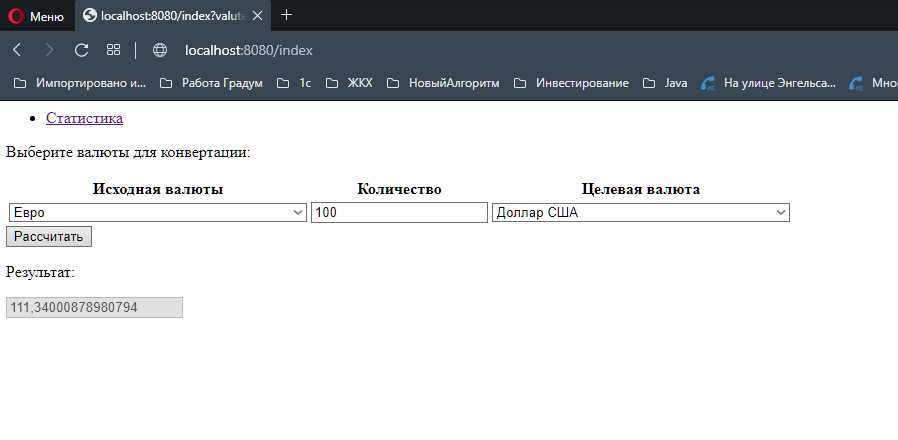 Меню
localhost:8080/index?valut
localhost:8080/index
Импортировано и... Работа Градум 1с ЖКХ НовыйАлгоритм Инвестирование Java На улице Энгельса... Мно
Статистика
Выберите валюты для конвертации:
Исходная валюты Количество Целевая валюта
Евро 100 Доллар США
Рассчитать
Результат:
111,34000878980794